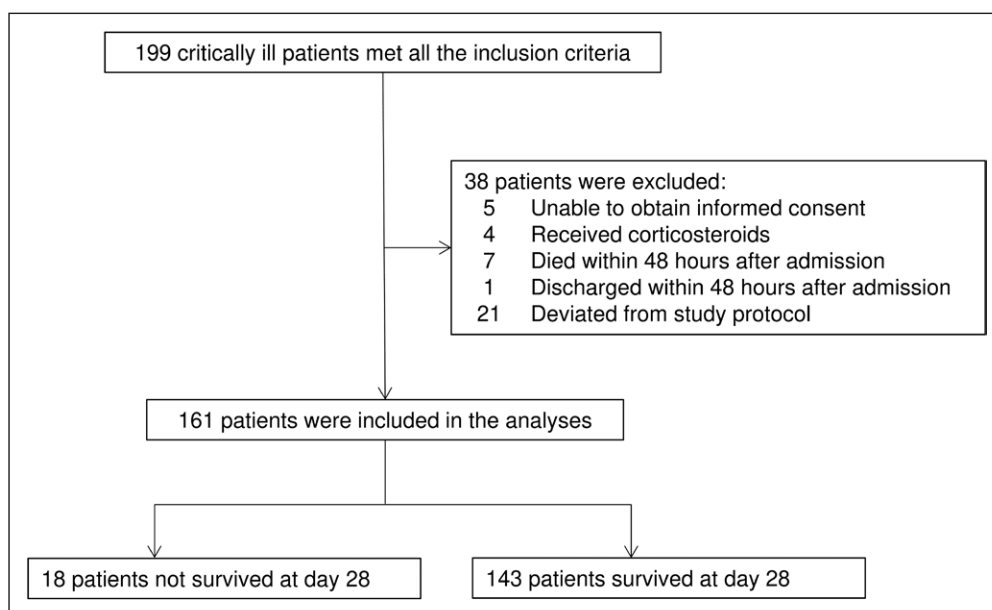 199 critically ill patients met all the inclusion criteria
38 patients were excluded:
5 Unable to obtain informed consent
4 Received corticosteroids
7 Died within 48 hours after admission
1 Discharged within 48 hours after admission
21 Deviated from study protocol
161 patients were included in the analyses
18 patients not survived at day 28
143 patients survived at day 28